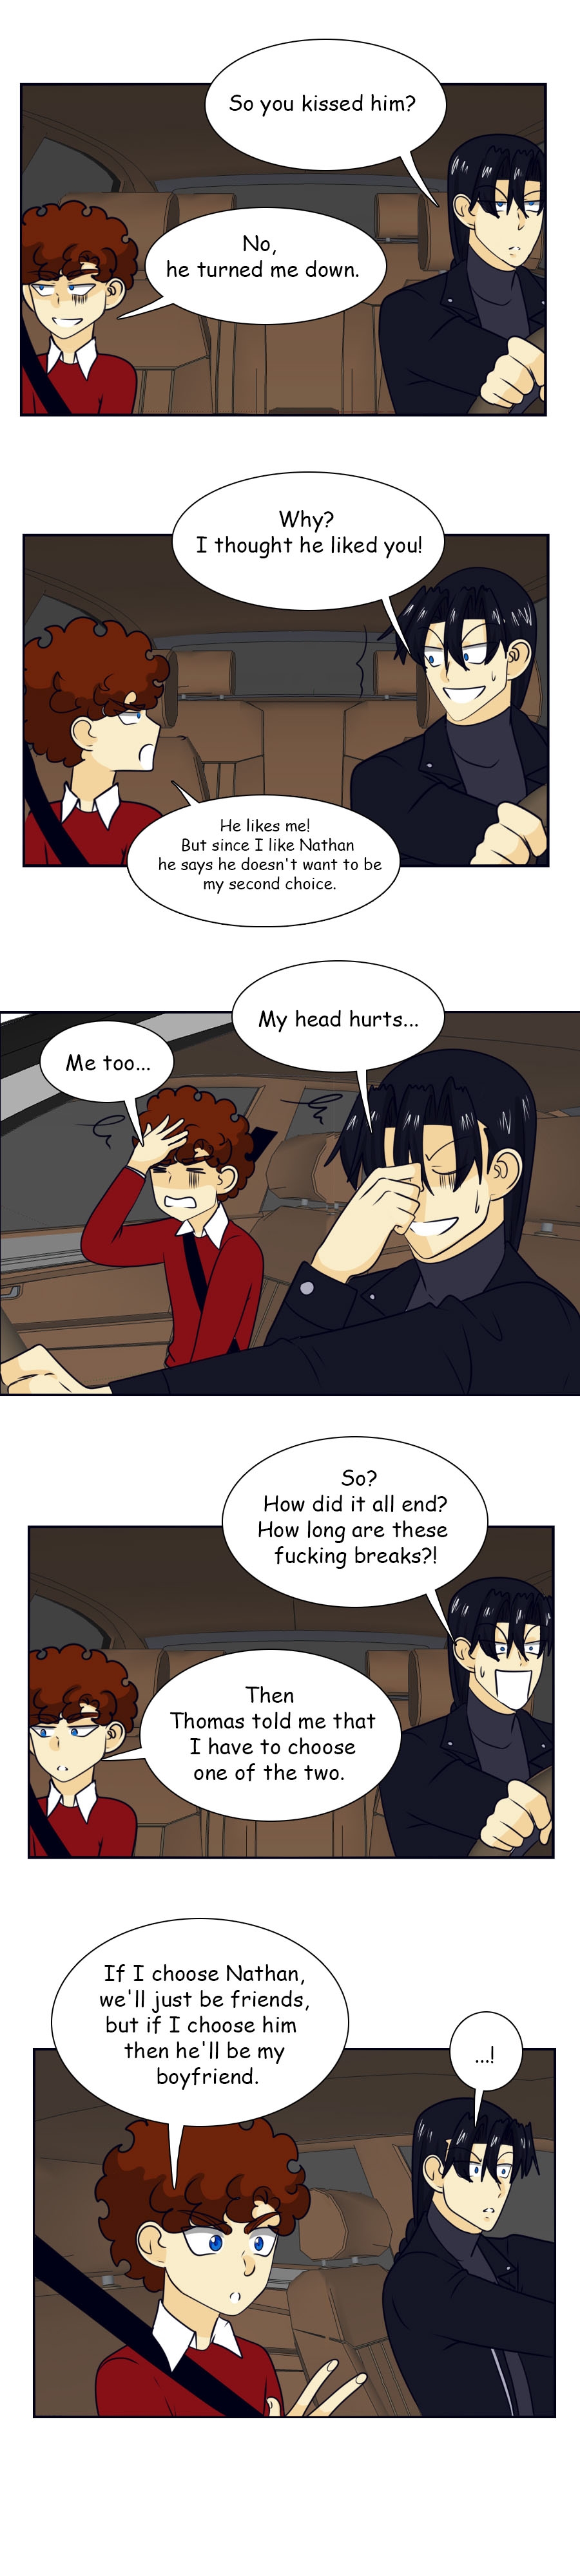 So you kissed him?
No,
he turned me down.
Why?
I thought he liked you!
He likes me!
But since I like Nathan
he says he doesn't want to be
my second choice.
My head hurts...
Me too...
So?
How did it all end?
How long are these
fucking breaks?!
Then
Thomas told me that
I have to choose
one of the two.
If I choose Nathan,
we'll just be friends,
but if I choose him
then he'll be my
boyfriend.
...!